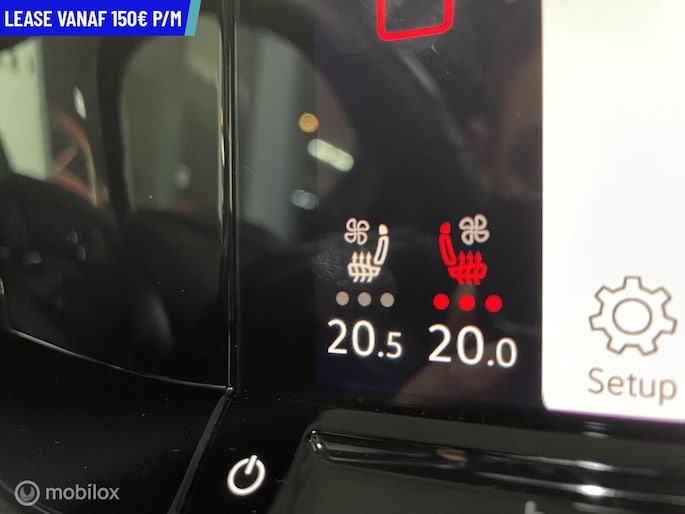 LEASE VANAF 150€ P/M
20.5 20.0
Setup
mobilox